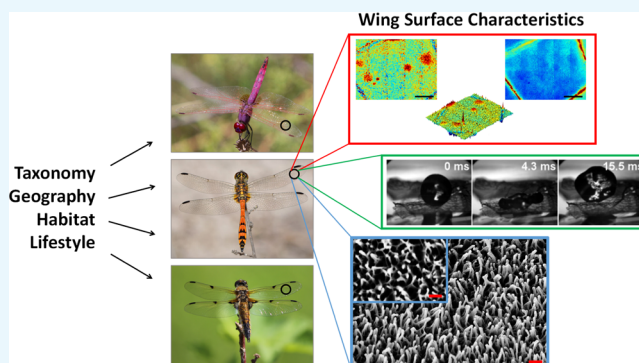 Wing Surface Characteristics
0 ms
4.3 ms
15.5 ms
Taxonomy
Geography
Habitat
Lifestyle